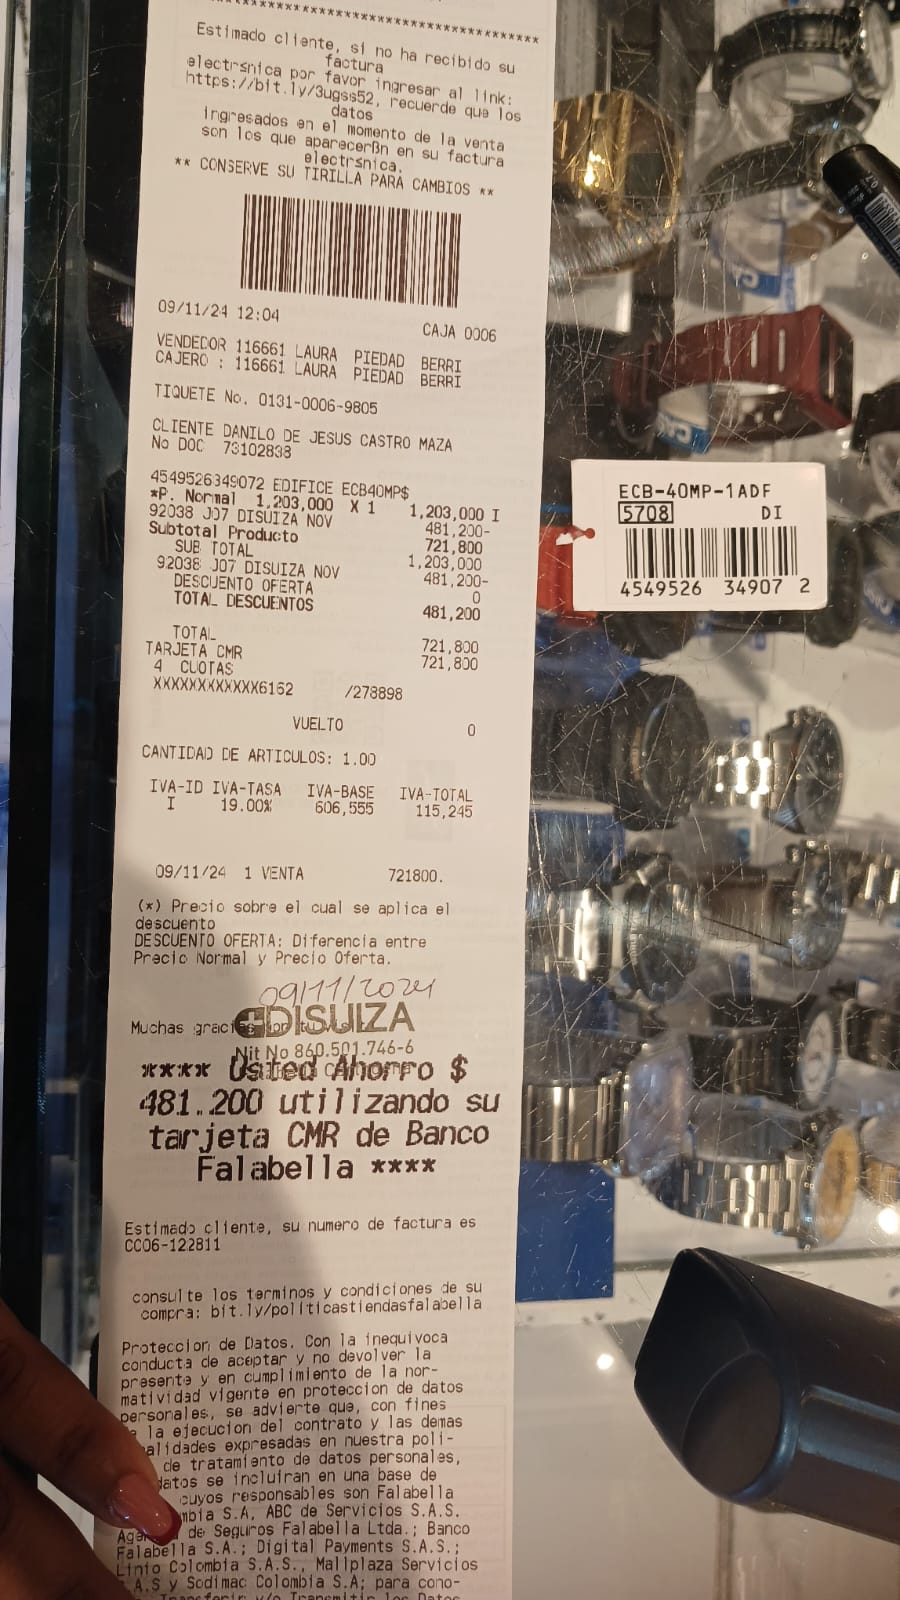 Estimado cliente, si no ha recibido su
factura
electrsnica por favor ingresar al link:
https://bit.ly/3ugss52, recuerde que los
datos
ingresados en el momento de la venta
son los que aparecerßn en su factura
electrsnica.
** CONSERVE SU TIRILLA PARA CAMBIOS **
09/11/24 12:04 CAJA 0006
VENDEDOR 116661 LAURA PIEDAD BERRI
CAJERO : 116661 LAURA PIEDAD BERRI
TIQUETE No. 0131-0006-9805
CLIENTE DANILO DE JESUS CASTRO MAZA
No DOC 73102838
4549526349072 EDIFICE ECB40MP$
*P. Normal 1,203,000 X 1 1,203,000 I
92038 J07 DISUIZA NOV 481,200-
Subtotal Producto 721,800
SUB TOTAL 1,203,000
92038 J07 DISUIZA NOV 481,200-
DESCUENTO OFERTA 0
TOTAL DESCUENTOS 481,200
TOTAL 721,800
TARJETA CMR 721,800
4 CUOTAS
XXXXXXXXXXXX6162 /278898
VUELTO 0
CANTIDAD DE ARTICULOS: 1.00
IVA-ID IVA-TASA IVA-BASE IVA-TOTAL
I 19.00% 606,555 115,245
09/11/24 1 VENTA 721800.
(*) Precio sobre el cual se aplica el
descuento
DESCUENTO OFERTA: Diferencia entre
Precio Normal y Precio Oferta.
09/11/2024
DISUIZA
Muchas gracias
Nit No 860.501.746-6
**** Usted Ahorro $
481.200 utilizando su
tarjeta CMR de Banco
Falabella ****
Estimado cliente, su numero de factura es
CC06-122811
consulte los terminos y condiciones de su
compra: bit.ly/politicastiendasfalabella
Proteccion de Datos. Con la inequivoca
conducta de aceptar y no devolver la
presente y en cumplimiento de la nor-
matividad vigente en proteccion de datos
personales, se advierte que, con fines
la ejecucion del contrato y las demas
alidades expresadas en nuestra poli-
de tratamiento de datos personales,
datos se incluiran en una base de
cuyos responsables son Falabella
mbia S.A, ABC de Servicios S.A.S.
Age de Seguros Falabella Ltda.; Banco
Falabella S.A.; Digital Payments S.A.S.;
Linio Colombia S.A.S., Mallplaza Servicios
A.S y Sodimac Colombia S.A; para cono-
Transferir y/o Transmitir los Datos
ECB-40MP-1ADF
5708 DI
4549526 34907 2